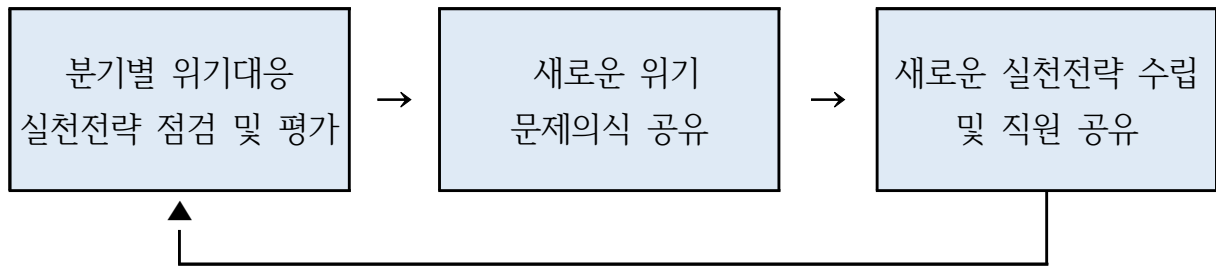 분기별 위기대응
실천전략 점검 및 평가
→
새로운 위기
문제의식 공유
→
새로운 실천전략 수립
및 직원 공유